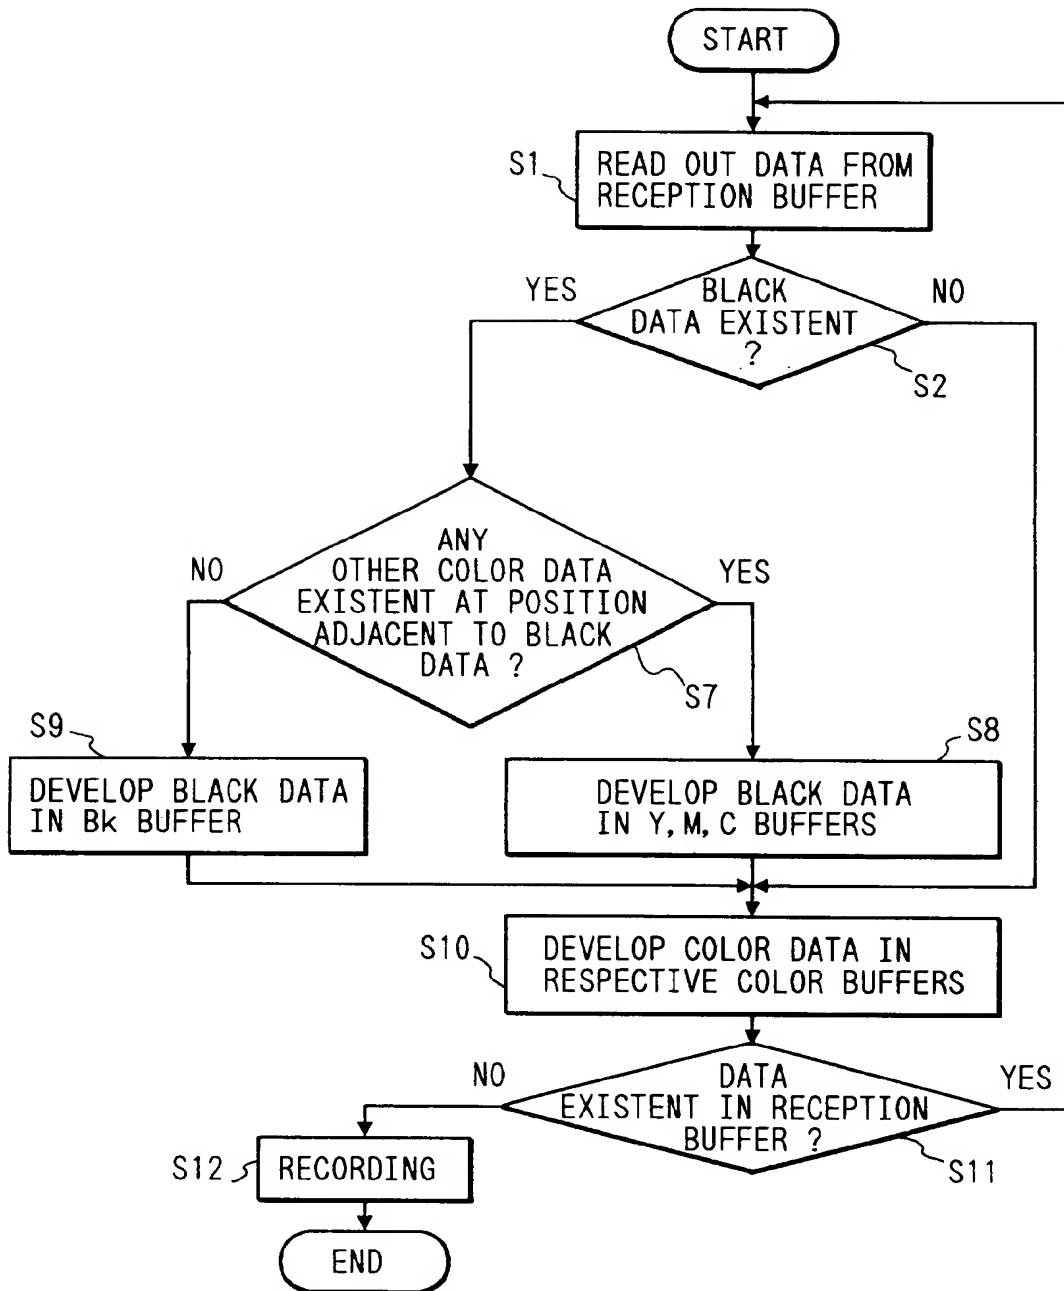 START
S1
READ OUT DATA FROM
RECEPTION BUFFER
YES
BLACK
DATA EXISTENT
?
NO
S2
NO
ANY
OTHER COLOR DATA
EXISTENT AT POSITION
ADJACENT TO BLACK
DATA ?
YES
S7
S9
DEVELOP BLACK DATA
IN Bk BUFFER
S8
DEVELOP BLACK DATA
IN Y, M, C BUFFERS
S10
DEVELOP COLOR DATA IN
RESPECTIVE COLOR BUFFERS
NO
DATA
EXISTENT IN RECEPTION
BUFFER ?
YES
S11
S12
RECORDING
END